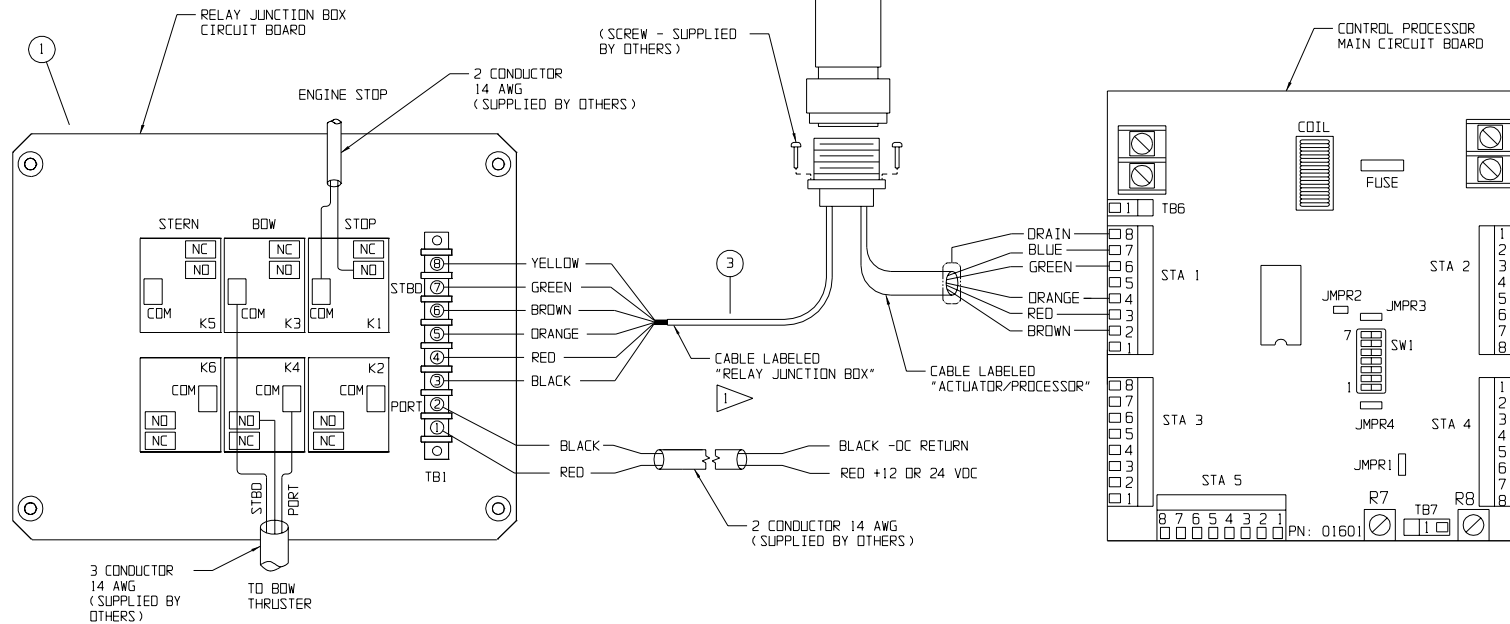 RELAY JUNCTION BOX
CIRCUIT BOARD
1
ENGINE STOP
2 CONDUCTOR
14 AWG
(SUPPLIED BY OTHERS)
(SCREW - SUPPLIED
BY OTHERS)
CONTROL PROCESSOR
MAIN CIRCUIT BOARD
STERN
BOW
STOP
NC
NO
COM
K5
NC
NO
COM
K3
NC
NO
COM
K1
K6
COM
NO
NC
K4
COM
NO
NC
K2
COM
NO
NC
STBD
PORT
8
7
6
5
4
3
2
1
TB1
STBD
PORT
3 CONDUCTOR
14 AWG
(SUPPLIED BY
OTHERS)
TO BOW
THRUSTER
YELLOW
GREEN
BROWN
ORANGE
RED
BLACK
3
CABLE LABELED
"RELAY JUNCTION BOX"
1
BLACK
RED
BLACK -DC RETURN
RED +12 OR 24 VDC
2 CONDUCTOR 14 AWG
(SUPPLIED BY OTHERS)
CABLE LABELED
"ACTUATOR/PROCESSOR"
DRAIN
BLUE
GREEN
ORANGE
RED
BROWN
COIL
FUSE
1 TB6
8
7
6
5
4
3
2
1
STA 1
STA 2
1
2
3
4
5
6
7
8
JMPR2
JMPR3
7
SW1
1
JMPR4
8
7
6
5
4
3
2
1
STA 3
STA 4
1
2
3
4
5
6
7
8
JMPR1
STA 5
8 7 6 5 4 3 2 1
PN: 01601
R7
TB7
1
R8